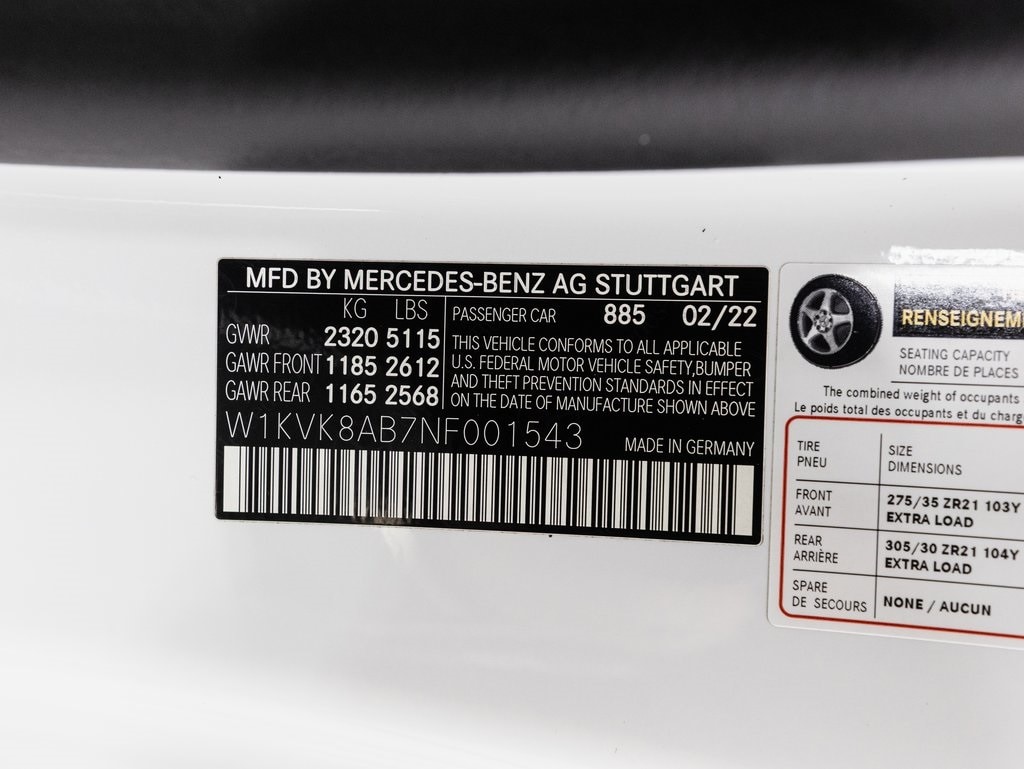 MFD BY MERCEDES-BENZ AG STUTTGART
KG LBS
GVWR 2320 5115
GAWR FRONT 1185 2612
GAWR REAR 1165 2568
PASSENGER CAR 885 02/22
THIS VEHICLE CONFORMS TO ALL APPLICABLE
U.S. FEDERAL MOTOR VEHICLE SAFETY,BUMPER
AND THEFT PREVENTION STANDARDS IN EFFECT
ON THE DATE OF MANUFACTURE SHOWN ABOVE
W1KVK8AB7NF001543
MADE IN GERMANY
SEATING CAPACITY
NOMBRE DE PLACES
The combined weight of occupants
Le poids total des occupants et du
TIRE
PNEU
SIZE
DIMENSIONS
FRONT
AVANT
275/35 ZR21 103Y
EXTRA LOAD
REAR
ARRIÈRE
305/30 ZR21 104Y
EXTRA LOAD
SPARE
DE SECOURS
NONE / AUCUN